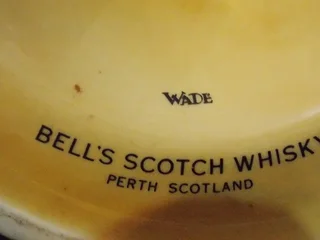 WADE
BELL'S SCOTCH WHISKY
PERTH SCOTLAND